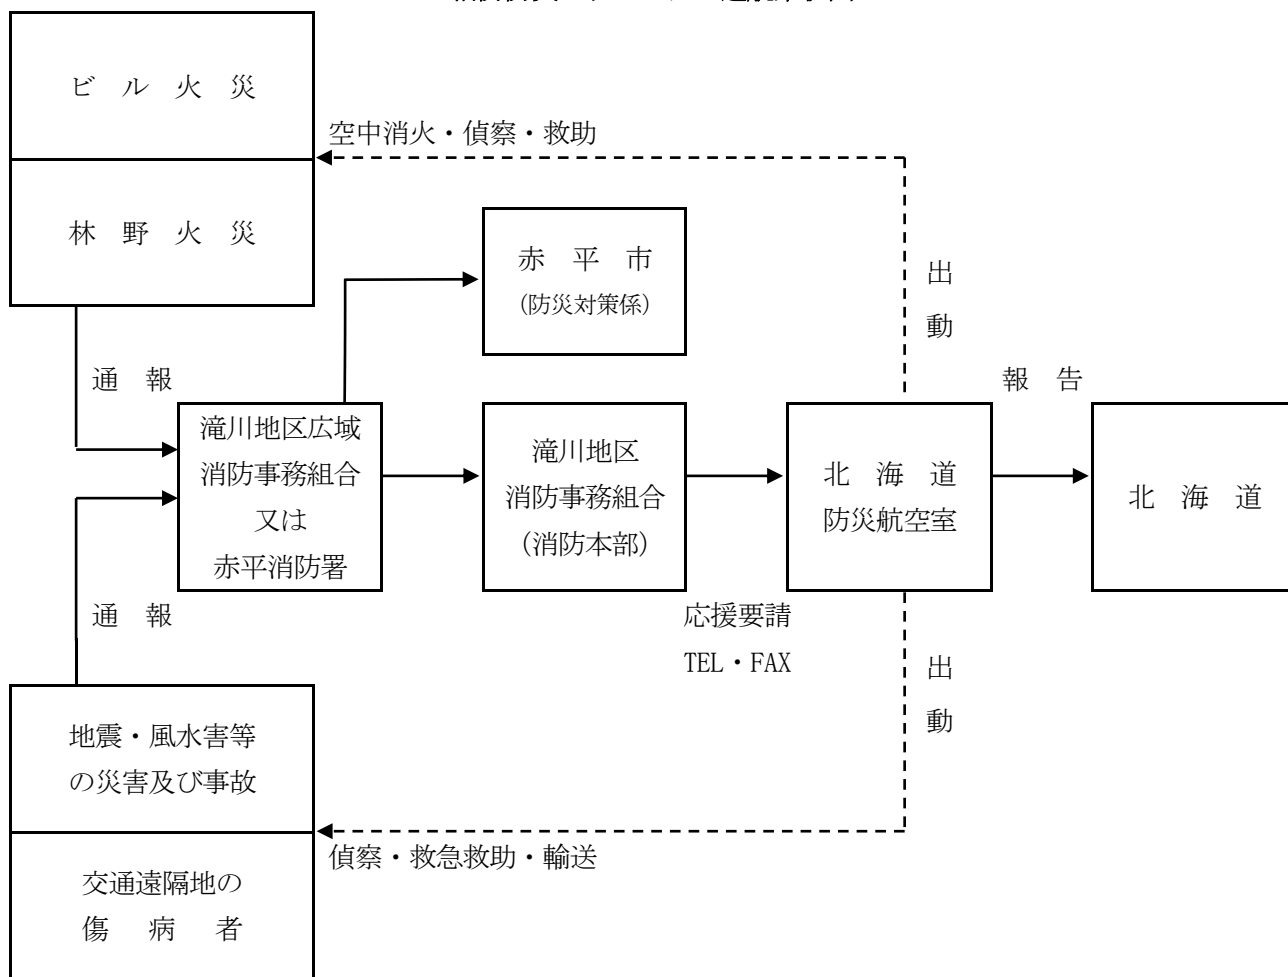 ビル火災
空中消火・偵察・救助
林野火災
赤平市
(防災対策係)
出
動
通報
報告
滝川地区広域
消防事務組合
又は
赤平消防署
滝川地区
消防事務組合
(消防本部)
北海道
防災航空室
北海道
通報
応援要請
TEL・FAX
出
動
地震・風水害等
の災害及び事故
偵察・救急救助・輸送
交通遠隔地の
傷病者